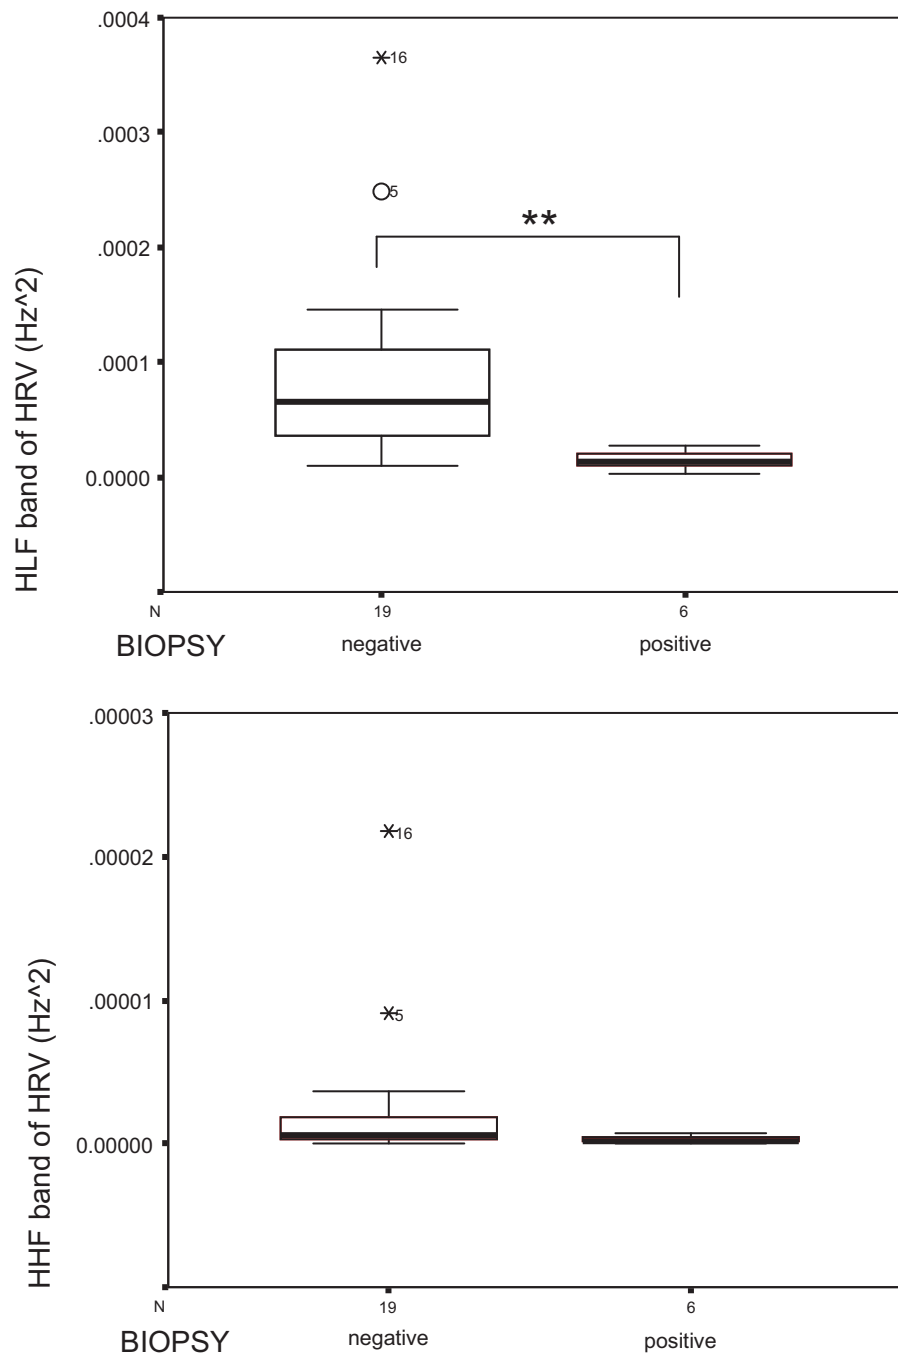 .0004
16
.0003
5
**
.0002
.0001
0.0000
HLF band of HRV (Hz^2)
N 19 6
BIOPSY negative positive
.00003
16
.00002
.00001
5
0.00000
HHF band of HRV (Hz^2)
N 19 6
BIOPSY negative positive